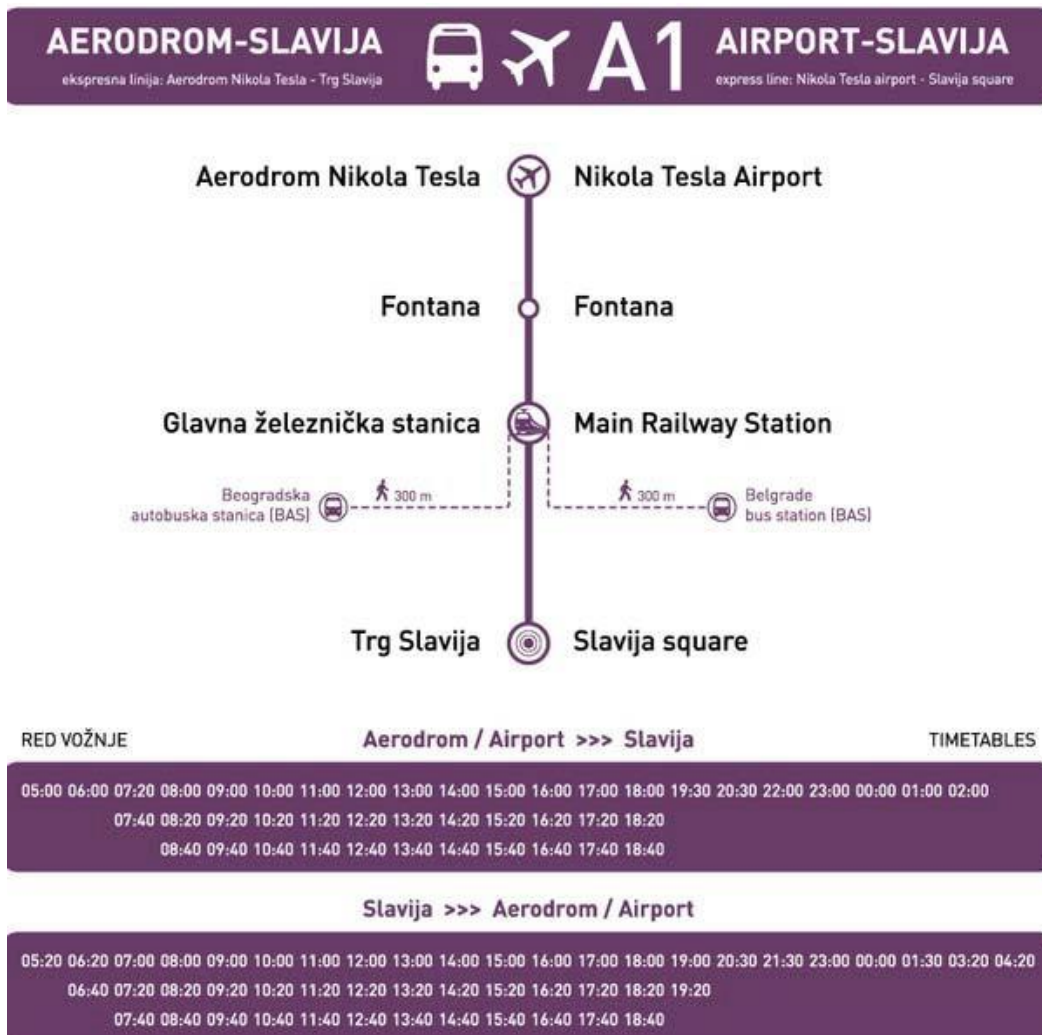 AERODROM-SLAVIJA
ekspresna linija: Aerodrom Nikola Tesla - Trg Slavija
A1
AIRPORT-SLAVIJA
express line: Nikola Tesla airport - Slavija square
Aerodrom Nikola Tesla Nikola Tesla Airport
Fontana Fontana
Glavna železnička stanica Main Railway Station
Beogradska
autobuska stanica (BAS)
300 m
300 m
Belgrade
bus station (BAS)
Trg Slavija Slavija square
RED VOŽNJE Aerodrom / Airport >>> Slavija TIMETABLES
05:00 06:00 07:20 08:00 09:00 10:00 11:00 12:00 13:00 14:00 15:00 16:00 17:00 18:00 19:30 20:30 22:00 23:00 00:00 01:00 02:00
07:40 08:20 09:20 10:20 11:20 12:20 13:20 14:20 15:20 16:20 17:20 18:20
08:40 09:40 10:40 11:40 12:40 13:40 14:40 15:40 16:40 17:40 18:40
Slavija >>> Aerodrom / Airport
05:20 06:20 07:00 08:00 09:00 10:00 11:00 12:00 13:00 14:00 15:00 16:00 17:00 18:00 19:00 20:30 21:30 23:00 00:00 01:30 03:20 04:20
06:40 07:20 08:20 09:20 10:20 11:20 12:20 13:20 14:20 15:20 16:20 17:20 18:20 19:20
07:40 08:40 09:40 10:40 11:40 12:40 13:40 14:40 15:40 16:40 17:40 18:40